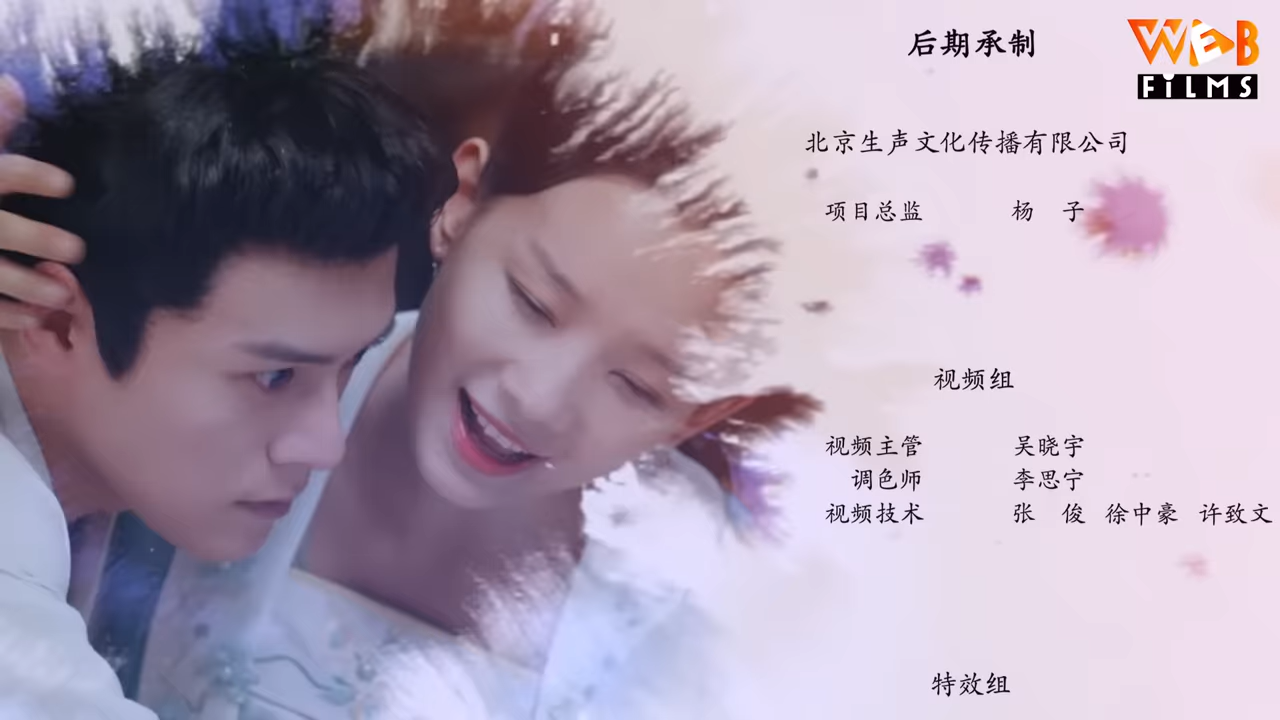 后期承制
WEB
FILMS
北京生声文化传播有限公司
项目总监 杨 子
视频组
视频主管 吴晓宇
调色师 李思宁
视频技术 张 俊 徐中豪 许致文
特效组